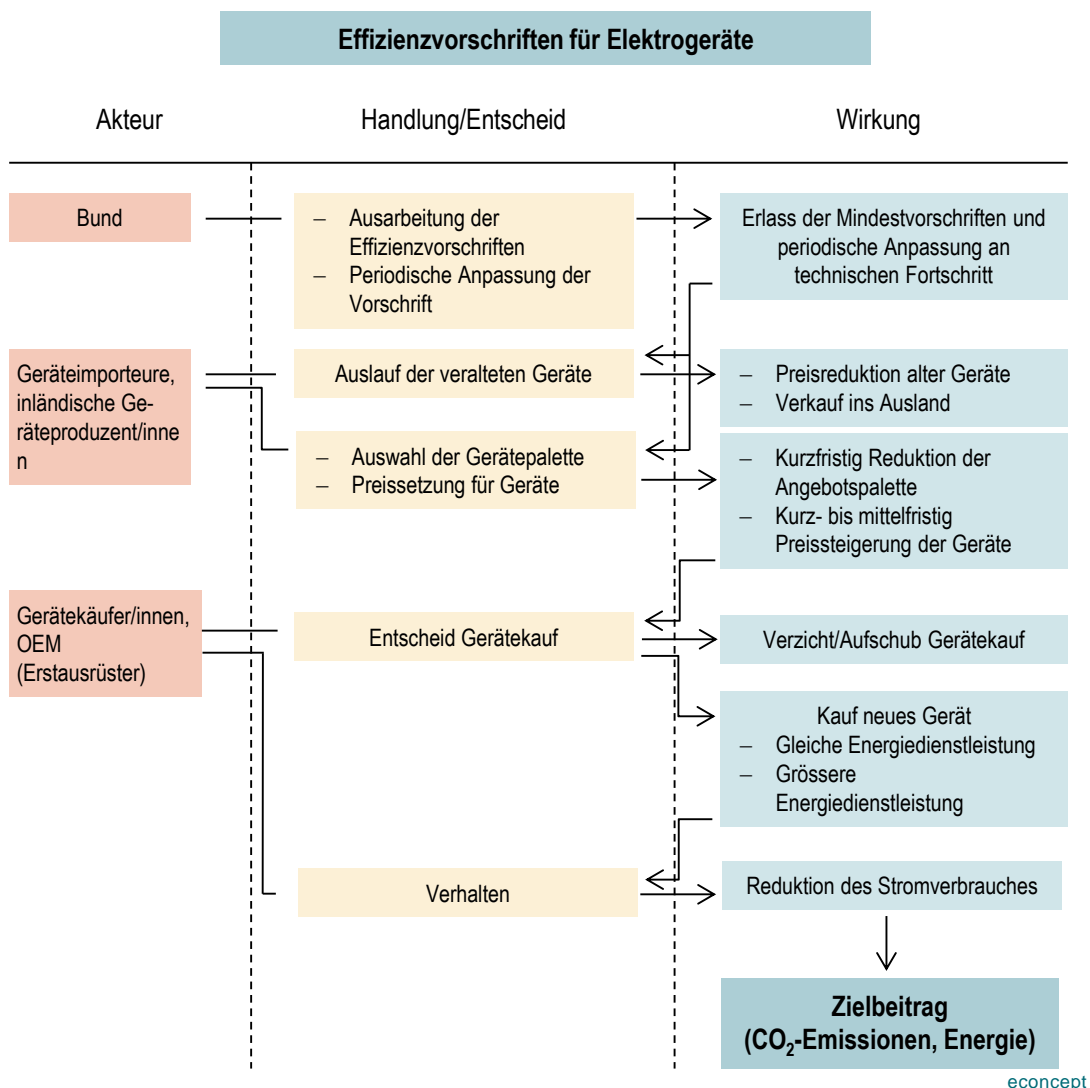 Effizienzvorschriften für Elektrogeräte
Akteur
Handlung/Entscheid
Wirkung
Bund
– Ausarbeitung der
Effizienzvorschriften
– Periodische Anpassung der
Vorschrift
Erlass der Mindestvorschriften und
periodische Anpassung an
technischen Fortschritt
Geräteimporteure,
inländische Ge-
räteproduzent/inne
n
Auslauf der veralteten Geräte
– Preisreduktion alter Geräte
– Verkauf ins Ausland
– Auswahl der Gerätepalette
– Preissetzung für Geräte
– Kurzfristig Reduktion der
Angebotspalette
– Kurz- bis mittelfristig
Preissteigerung der Geräte
Gerätekäufer/innen,
OEM
(Erstausrüster)
Entscheid Gerätekauf
Verzicht/Aufschub Gerätekauf
Kauf neues Gerät
– Gleiche Energiedienstleistung
– Grössere
Energiedienstleistung
Verhalten
Reduktion des Stromverbrauches
Zielbeitrag
(CO₂-Emissionen, Energie)
econcept